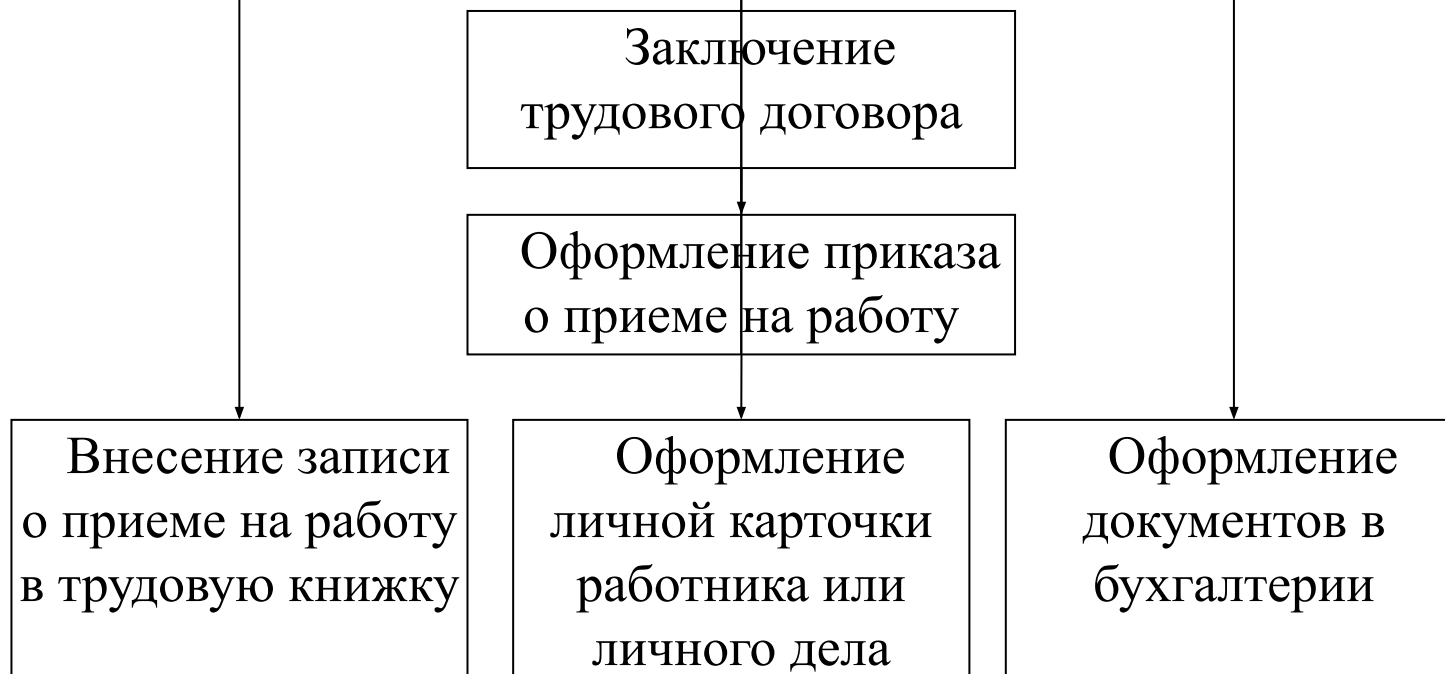 Заключение
трудового договора
Оформление приказа
о приеме на работу
Внесение записи
о приеме на работу
в трудовую книжку
Оформление
личной карточки
работника или
личного дела
Оформление
документов в
бухгалтерии